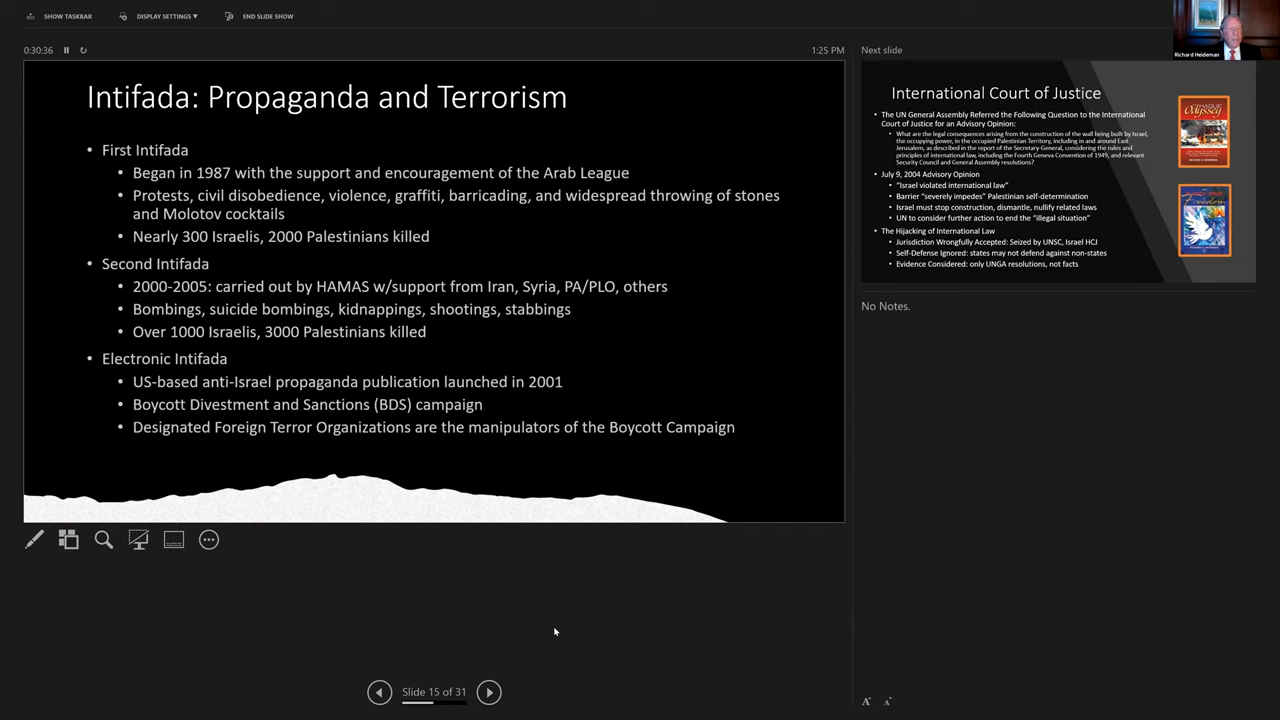 SHOW TASKBAR
DISPLAY SETTINGS ▾
END SLIDE SHOW
Richard Heideman
0:30:36
1:25 PM
Next slide
Intifada: Propaganda and Terrorism
• First Intifada
• Began in 1987 with the support and encouragement of the Arab League
• Protests, civil disobedience, violence, graffiti, barricading, and widespread throwing of stones
and Molotov cocktails
• Nearly 300 Israelis, 2000 Palestinians killed
• Second Intifada
• 2000-2005: carried out by HAMAS w/support from Iran, Syria, PA/PLO, others
• Bombings, suicide bombings, kidnappings, shootings, stabbings
• Over 1000 Israelis, 3000 Palestinians killed
• Electronic Intifada
• US-based anti-Israel propaganda publication launched in 2001
• Boycott Divestment and Sanctions (BDS) campaign
• Designated Foreign Terror Organizations are the manipulators of the Boycott Campaign
International Court of Justice
• The UN General Assembly Referred the Following Question to the International
Court of Justice for an Advisory Opinion:
• What are the legal consequences arising from the construction of the wall being built by Israel,
the occupying power, in the occupied Palestinian Territory, including in and around East
Jerusalem, as described in the report of the Secretary-General, considering the rules and
principles of international law, including the Fourth Geneva Convention of 1949, and relevant
Security Council and General Assembly resolutions?
• July 9, 2004 Advisory Opinion
• "Israel violated international law"
• Barrier "severely impedes" Palestinian self-determination
• Israel must stop construction, dismantle, nullify related laws
• UN to consider further action to end the "illegal situation"
• The Hijacking of International Law
• Jurisdiction Wrongfully Accepted: Seized by UNSC, Israel HCJ
• Self-Defense Ignored: states may not defend against non-states
• Evidence Considered: only UNGA resolutions, not facts
HAGUE
Odyssey
Freedom
No Notes.
Slide 15 of 31
A
A